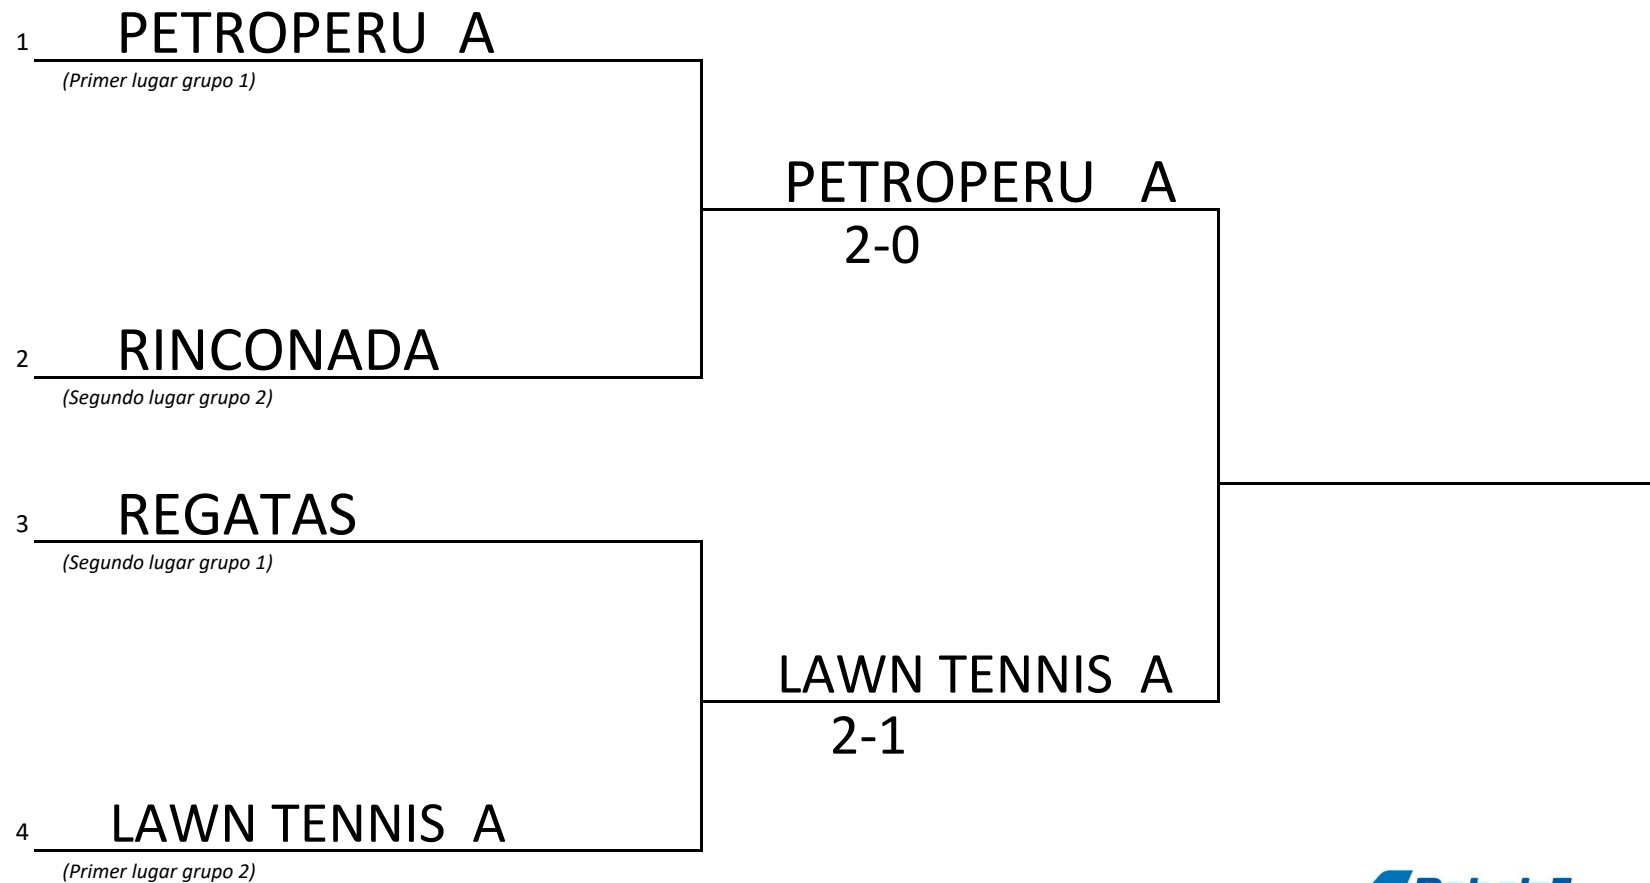 1 PETROPERU A
(Primer lugar grupo 1)
PETROPERU A
2-0
2 RINCONADA
(Segundo lugar grupo 2)
3 REGATAS
(Segundo lugar grupo 1)
LAWN TENNIS A
2-1
4 LAWN TENNIS A
(Primer lugar grupo 2)